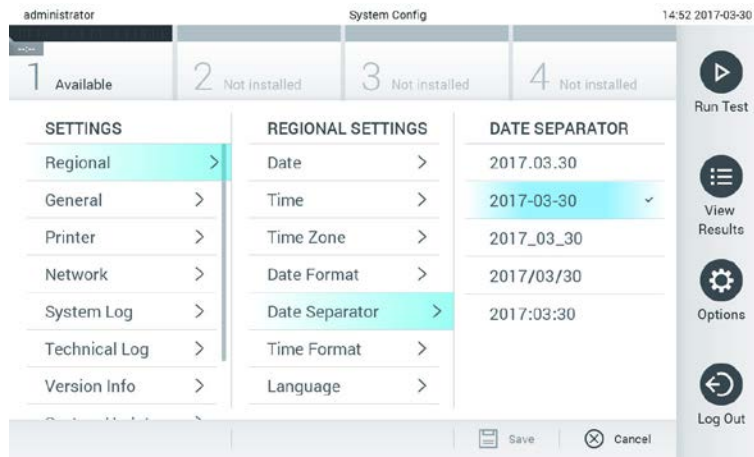 administrator
System Config
14:52 2017-03-30
--:--
1 Available
2 Not installed
3 Not installed
4 Not installed
Run Test
SETTINGS
Regional
General
Printer
Network
System Log
Technical Log
Version Info
REGIONAL SETTINGS
Date
Time
Time Zone
Date Format
Date Separator
Time Format
Language
DATE SEPARATOR
2017.03.30
2017-03-30
2017_03_30
2017/03/30
2017:03:30
View
Results
Options
Log Out
Save
Cancel